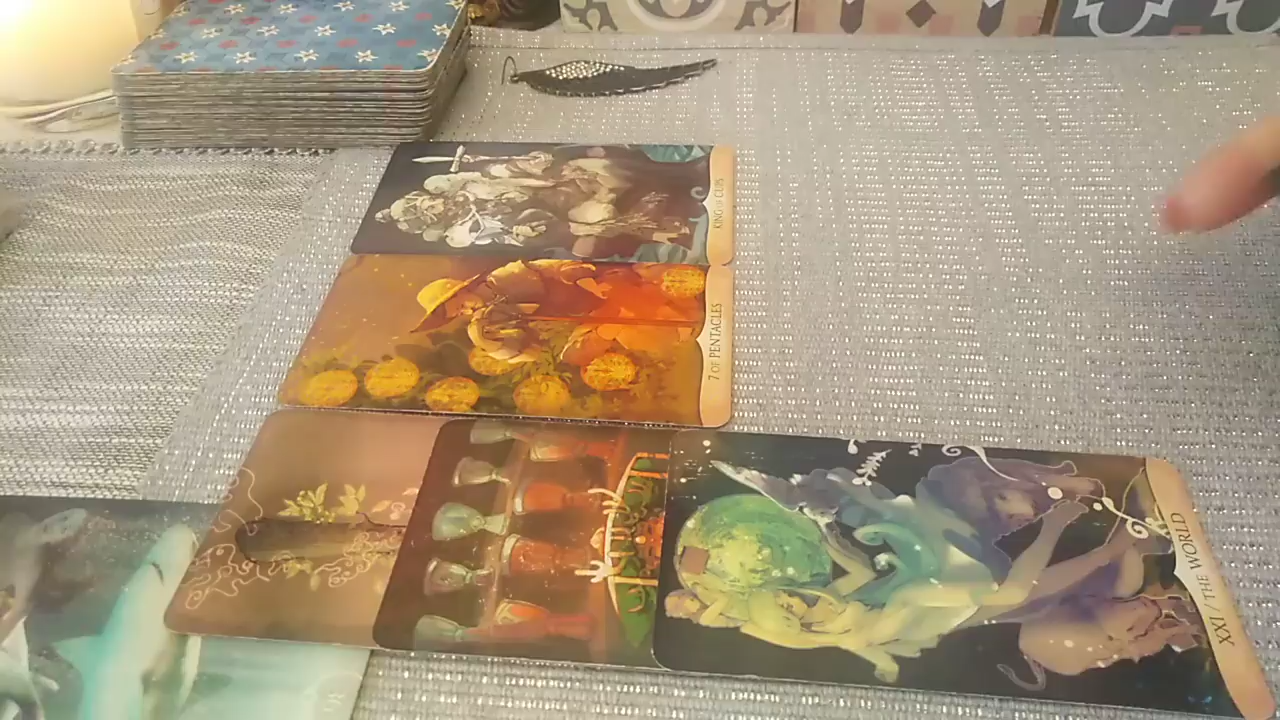 KING OF CUPS
7 OF PENTACLES
XXI / THE WORLD